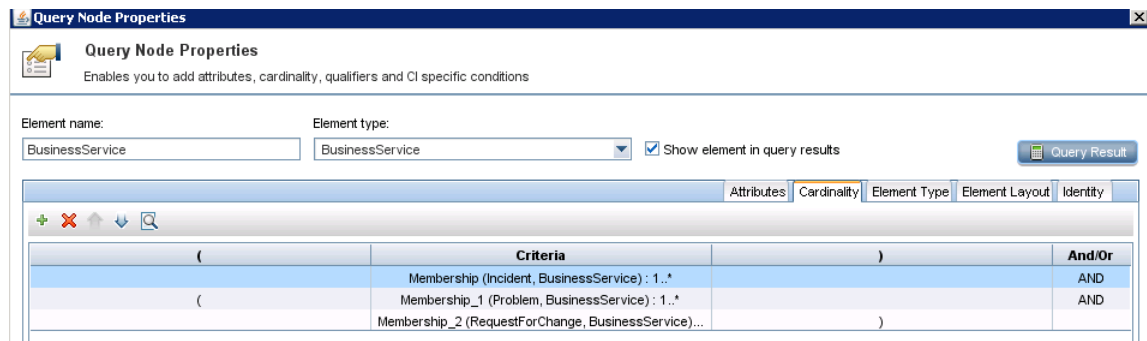 Query Node Properties
Query Node Properties
Enables you to add attributes, cardinality, qualifiers and CI specific conditions
Element name: Element type:
BusinessService BusinessService Show element in query results Query Result
Attributes Cardinality Element Type Element Layout Identity
( Criteria ) And/Or
Membership (Incident, BusinessService) : 1..* AND
( Membership_1 (Problem, BusinessService) : 1..* AND
Membership_2 (RequestForChange, BusinessService)... )